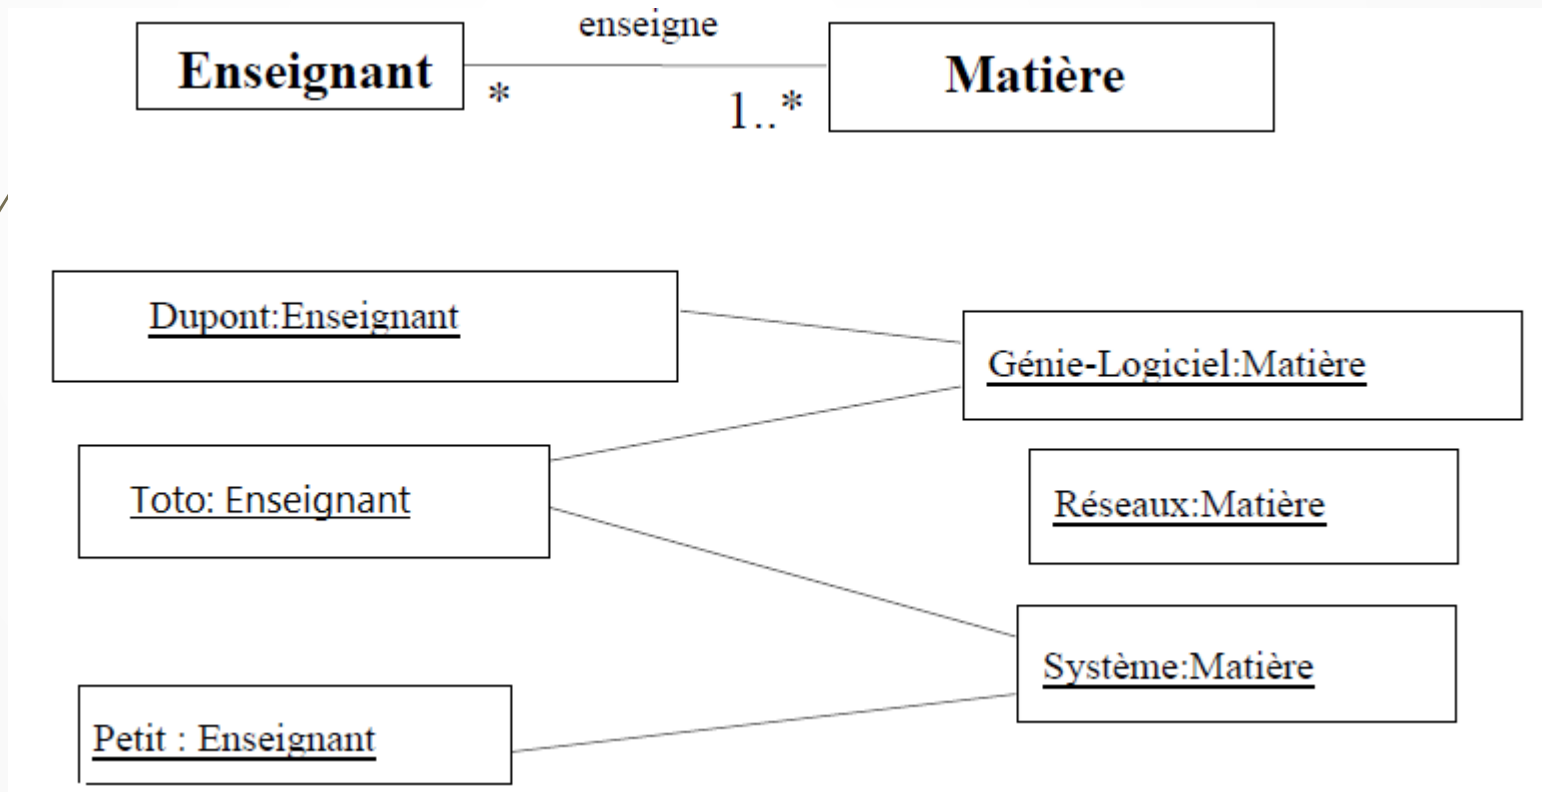 enseigne
Enseignant
Matière
*
1..*
Dupont:Enseignant
Génie-Logiciel:Matière
Toto: Enseignant
Réseaux:Matière
Système:Matière
Petit : Enseignant